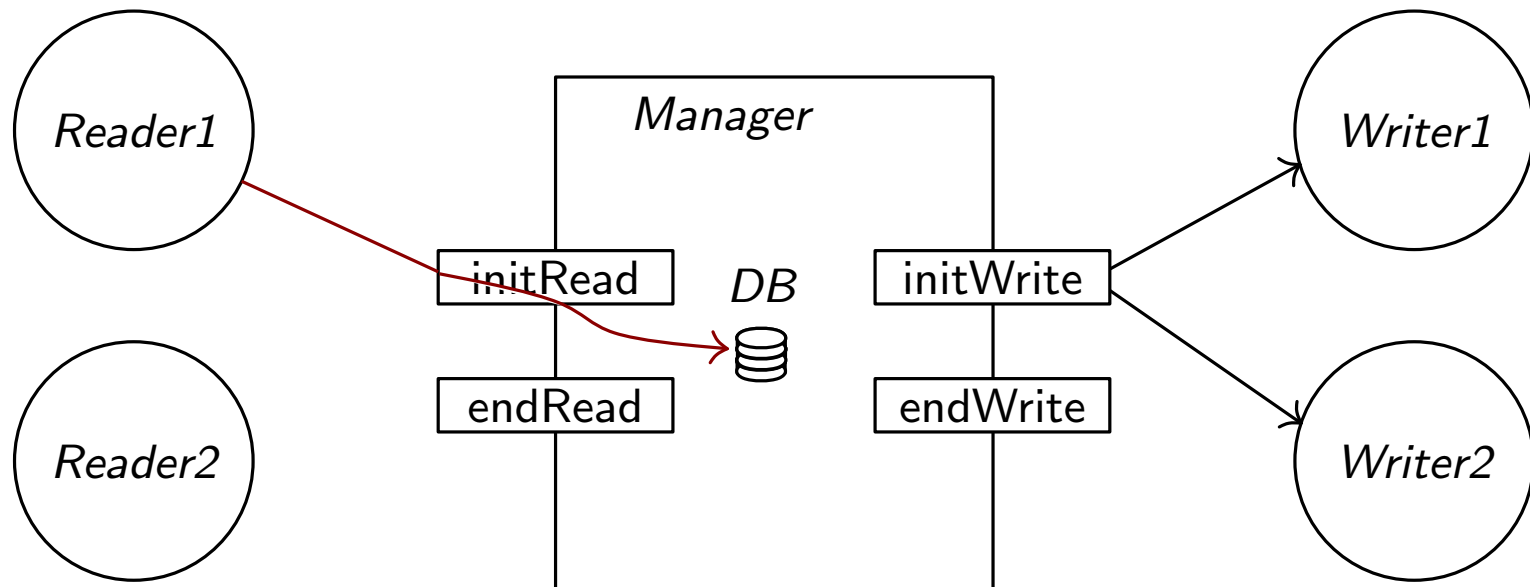 Reader1
Manager
Writer1
initRead
DB
initWrite
endRead
endWrite
Reader2
Writer2